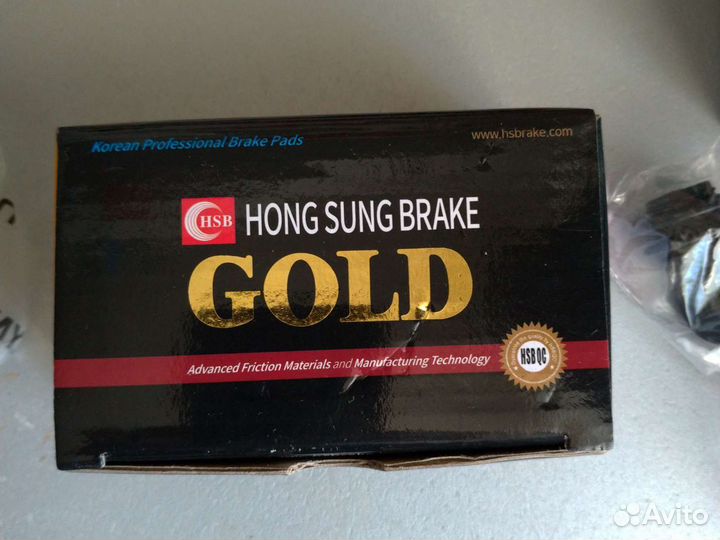 Korean Professional Brake Pads
www.hsbrake.com
HSB HONG SUNG BRAKE
GOLD
Advanced Friction Materials and Manufacturing Technology
HSB QC
Avito